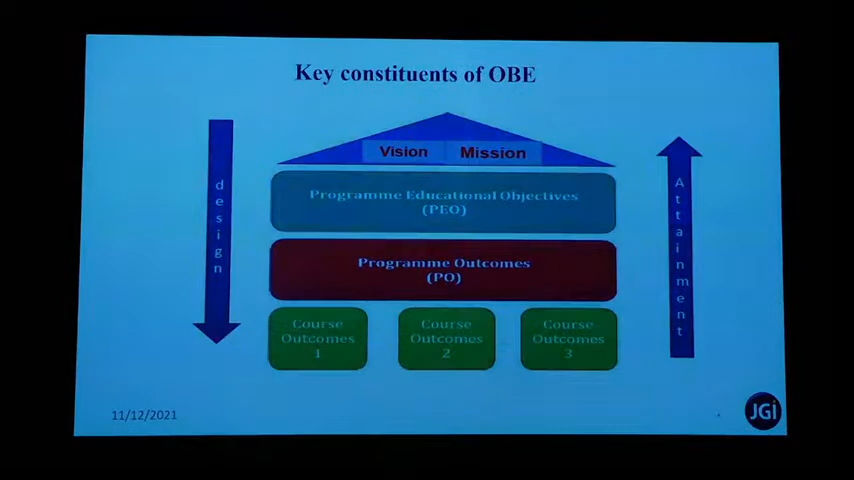 Key constituents of OBE
Vision Mission
design
Attainment
Programme Educational Objectives
(PEO)
Programme Outcomes
(PO)
Course
Outcomes
1
Course
Outcomes
2
Course
Outcomes
3
11/12/2021
JGi